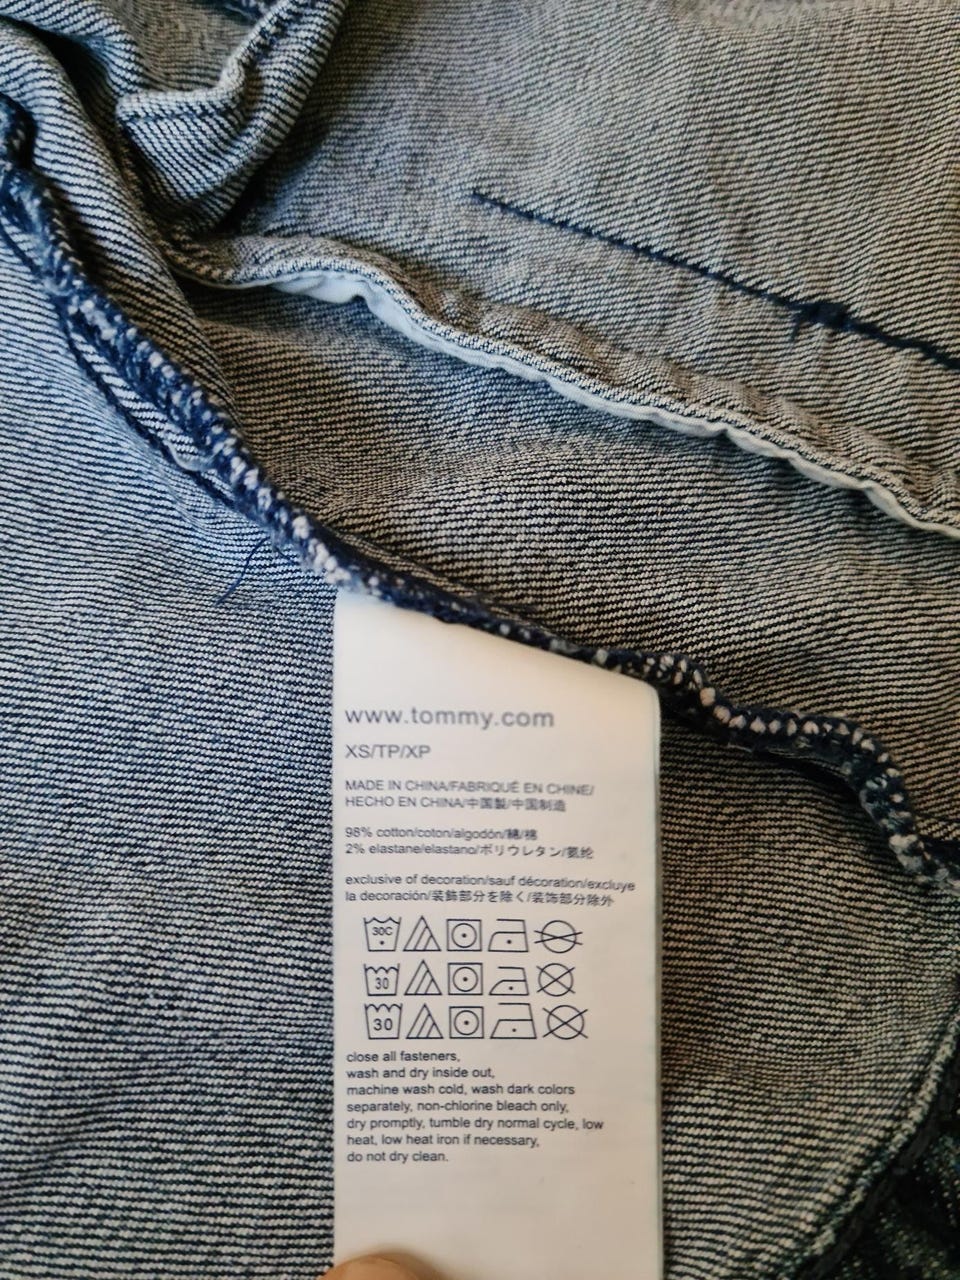 www.tommy.com
XS/TP/XP
MADE IN CHINA/FABRIQUÉ EN CHINE/
HECHO EN CHINA/中国製/中国制造
98% cotton/coton/algodón/綿/棉
2% elastane/elastano/ポリウレタン/氨纶
exclusive of decoration/sauf décoration/excluye
la decoración/装飾部分を除く/装饰部分除外
30C
30
30
close all fasteners,
wash and dry inside out,
machine wash cold, wash dark colors
separately, non-chlorine bleach only,
dry promptly, tumble dry normal cycle, low
heat, low heat iron if necessary,
do not dry clean.